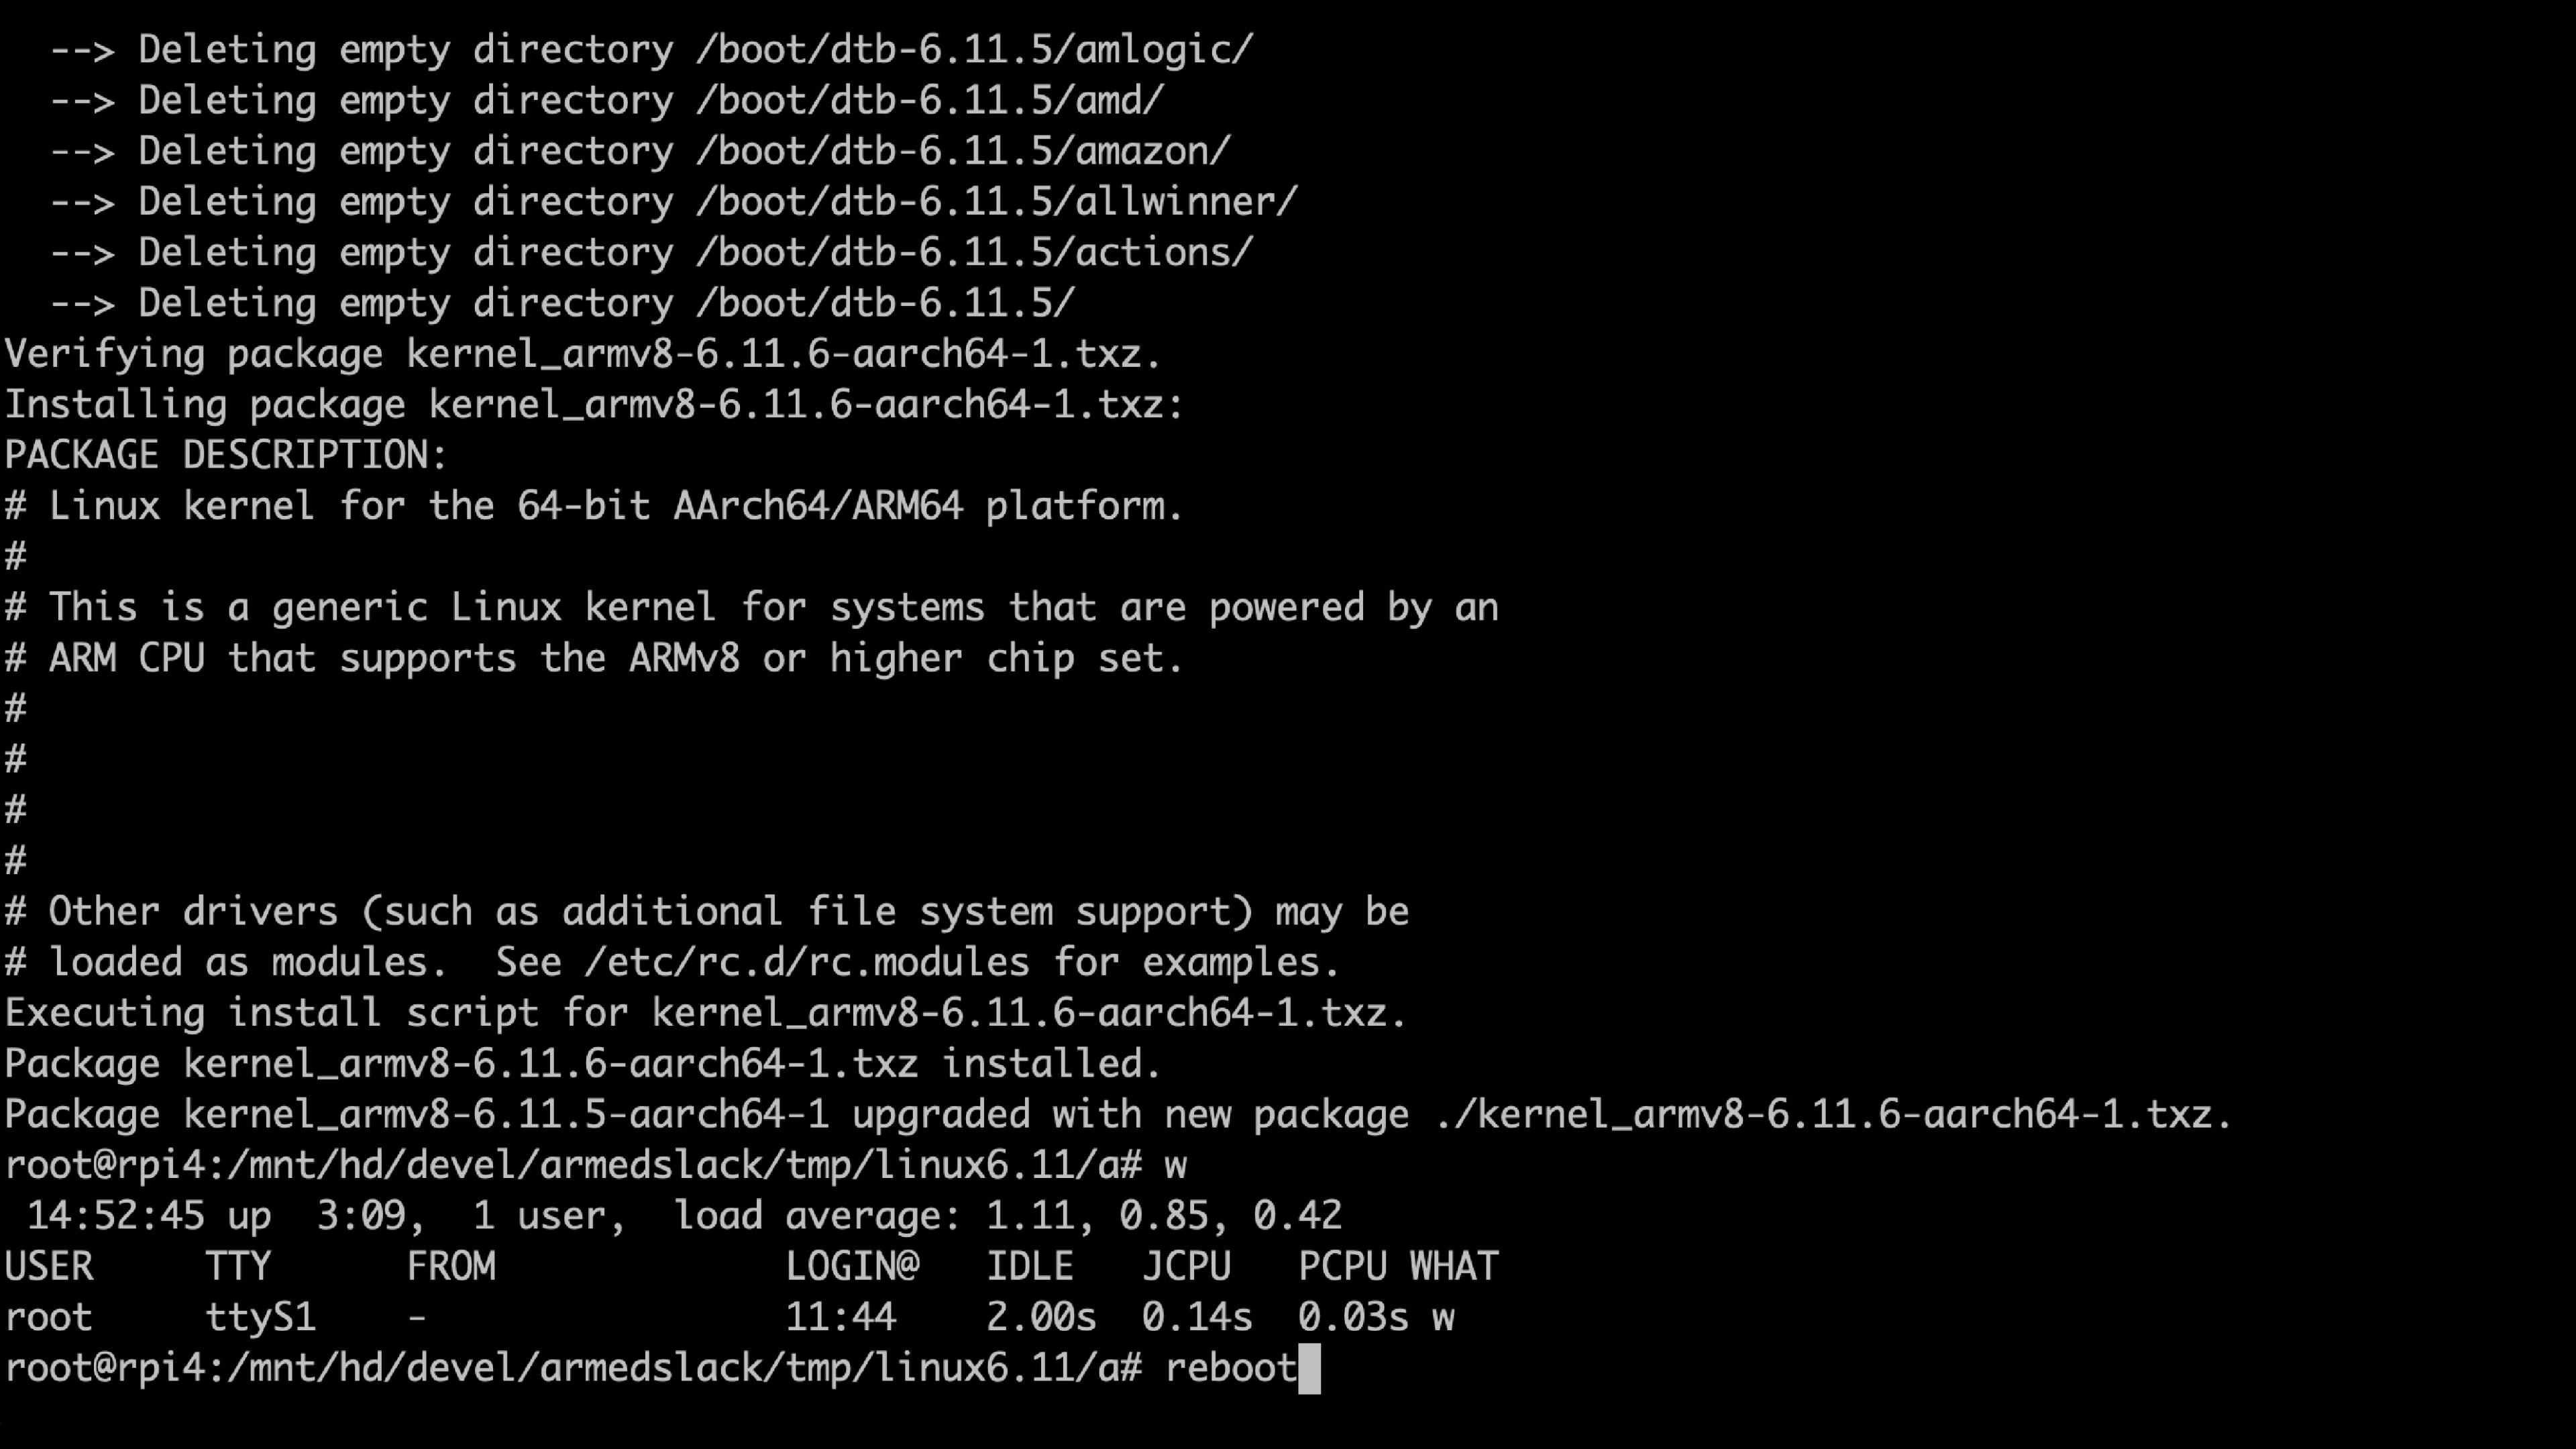 --> Deleting empty directory /boot/dtb-6.11.5/amlogic/
--> Deleting empty directory /boot/dtb-6.11.5/amd/
--> Deleting empty directory /boot/dtb-6.11.5/amazon/
--> Deleting empty directory /boot/dtb-6.11.5/allwinner/
--> Deleting empty directory /boot/dtb-6.11.5/actions/
--> Deleting empty directory /boot/dtb-6.11.5/
Verifying package kernel_armv8-6.11.6-aarch64-1.txz.
Installing package kernel_armv8-6.11.6-aarch64-1.txz:
PACKAGE DESCRIPTION:
# Linux kernel for the 64-bit AArch64/ARM64 platform.
#
# This is a generic Linux kernel for systems that are powered by an
# ARM CPU that supports the ARMv8 or higher chip set.
#
#
#
#
# Other drivers (such as additional file system support) may be
# loaded as modules.  See /etc/rc.d/rc.modules for examples.
Executing install script for kernel_armv8-6.11.6-aarch64-1.txz.
Package kernel_armv8-6.11.6-aarch64-1.txz installed.
Package kernel_armv8-6.11.5-aarch64-1 upgraded with new package ./kernel_armv8-6.11.6-aarch64-1.txz.
root@rpi4:/mnt/hd/devel/armedslack/tmp/linux6.11/a# w
 14:52:45 up  3:09,  1 user,  load average: 1.11, 0.85, 0.42
USER     TTY      FROM             LOGIN@   IDLE   JCPU   PCPU WHAT
root     ttyS1    -                11:44    2.00s  0.14s  0.03s w
root@rpi4:/mnt/hd/devel/armedslack/tmp/linux6.11/a# reboot